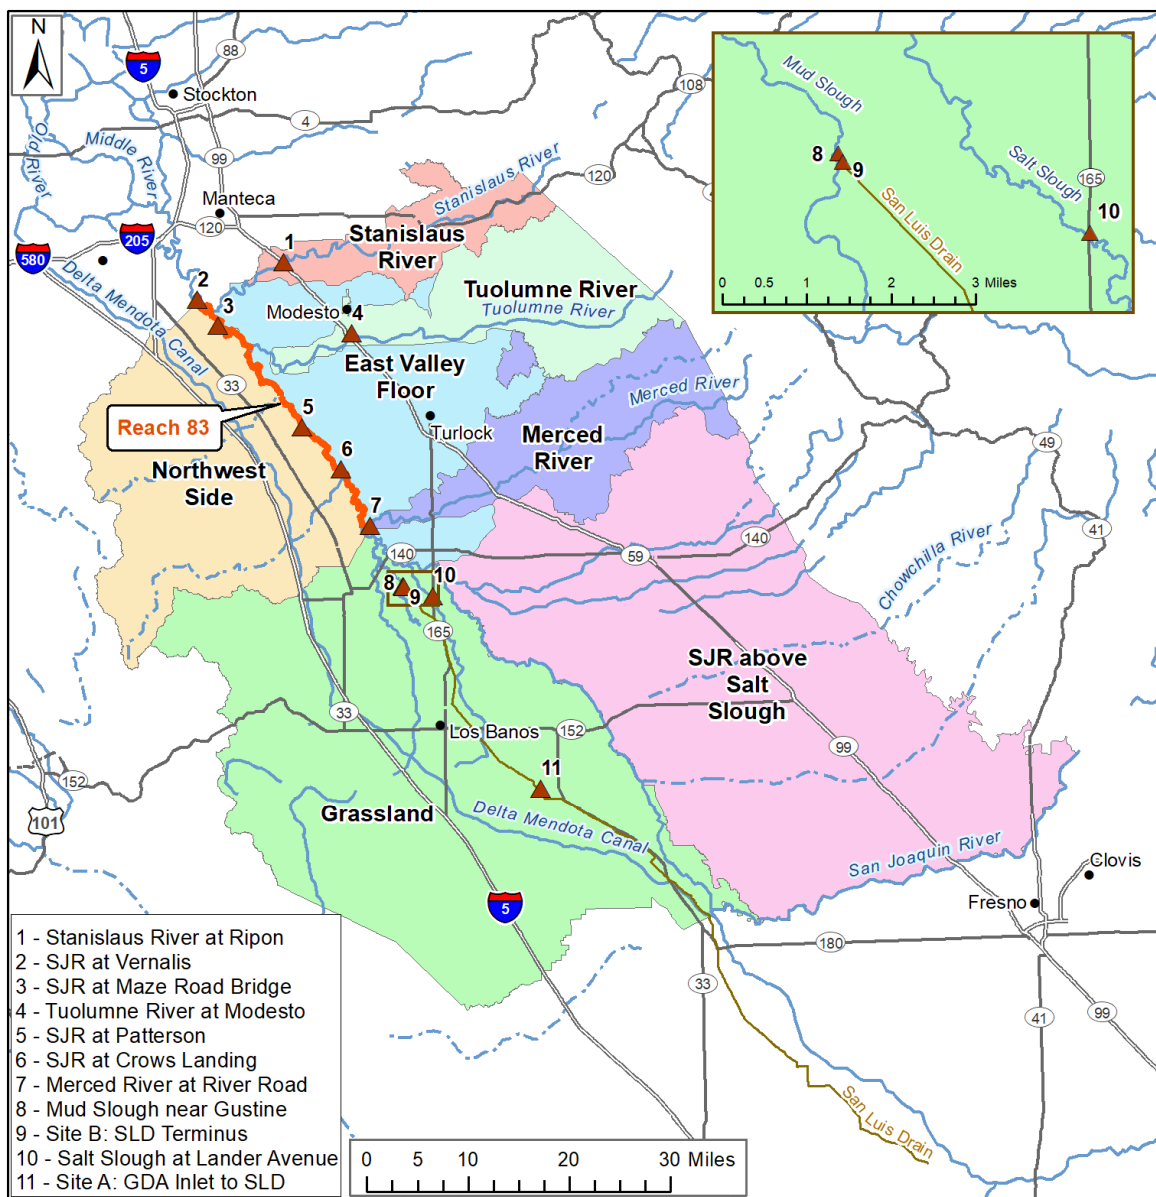 N
5
88
Stockton
4
108
Old River
Middle River
99
Manteca
120
205
580
Stanislaus River
120
1
Stanislaus
River
Delta Mendota Canal
2
3
Modesto
4
Tuolumne River
Tuolumne River
East Valley
Floor
33
Reach 83
5
6
Turlock
Merced River
Merced
River
Northwest
Side
7
140
59
140
49
41
Chowchilla River
8
9
10
165
SJR above
Salt
Slough
33
Los Banos
152
99
152
101
11
Grassland
Delta Mendota Canal
San Joaquin River
Clovis
Fresno
5
180
33
41
99
San Luis Drain
Mud Slough
8
9
Salt Slough
165
10
San Luis Drain
0 0.5 1 2 3 Miles
1 - Stanislaus River at Ripon
2 - SJR at Vernalis
3 - SJR at Maze Road Bridge
4 - Tuolumne River at Modesto
5 - SJR at Patterson
6 - SJR at Crows Landing
7 - Merced River at River Road
8 - Mud Slough near Gustine
9 - Site B: SLD Terminus
10 - Salt Slough at Lander Avenue
11 - Site A: GDA Inlet to SLD
0 5 10 20 30 Miles